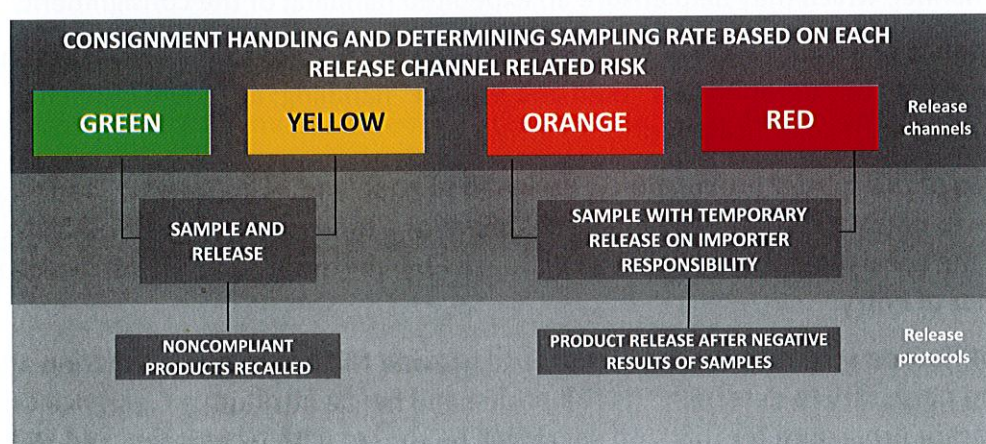 CONSIGNMENT HANDLING AND DETERMINING SAMPLING RATE BASED ON EACH
RELEASE CHANNEL RELATED RISK
GREEN
YELLOW
ORANGE
RED
Release
channels
SAMPLE AND
RELEASE
SAMPLE WITH TEMPORARY
RELEASE ON IMPORTER
RESPONSIBILITY
NONCOMPLIANT
PRODUCTS RECALLED
PRODUCT RELEASE AFTER NEGATIVE
RESULTS OF SAMPLES
Release
protocols